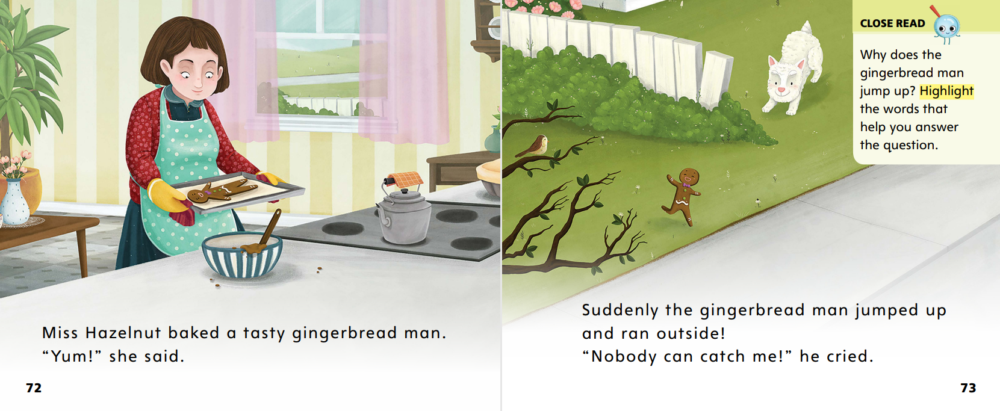 Miss Hazelnut baked a tasty gingerbread man.
“Yum!” she said.
72
CLOSE READ
Why does the
gingerbread man
jump up? Highlight
the words that
help you answer
the question.
Suddenly the gingerbread man jumped up
and ran outside!
“Nobody can catch me!” he cried.
73